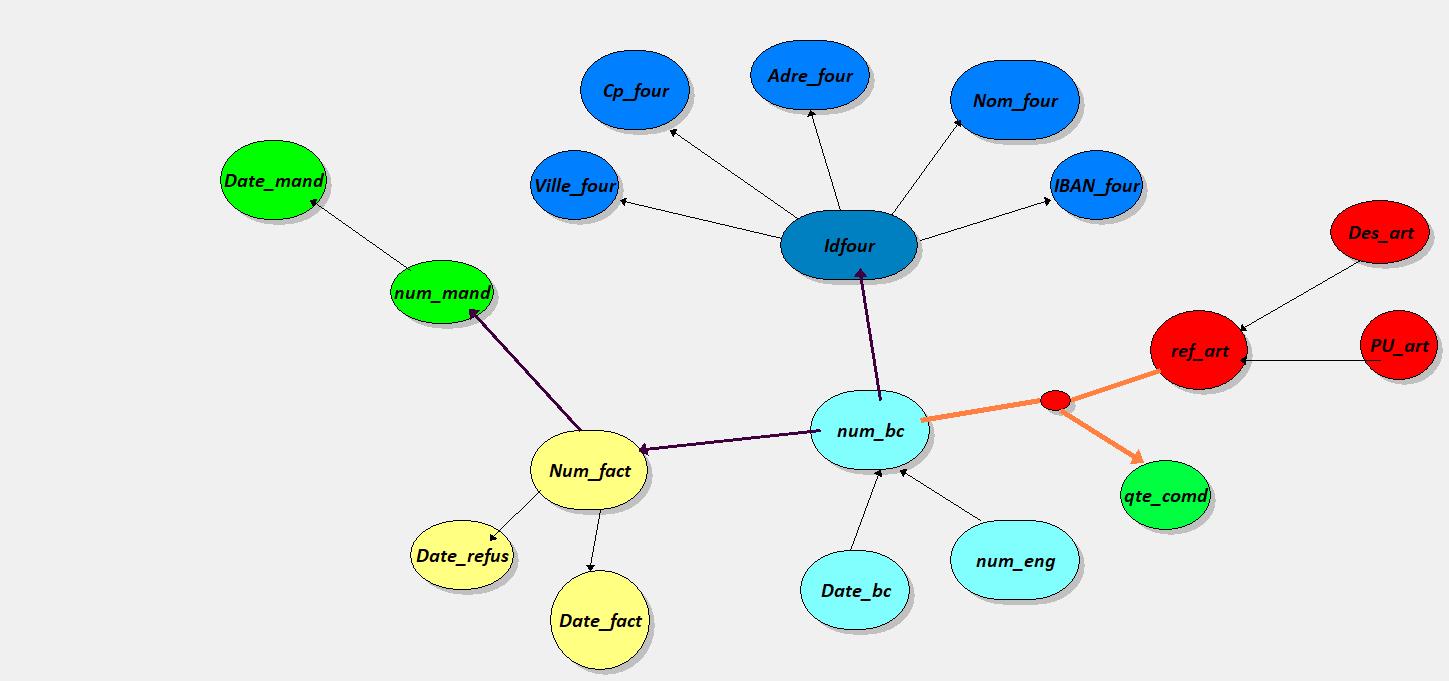 Adre_four
Cp_four
Nom_four
Date_mand
Ville_four
IBAN_four
Des_art
Idfour
num_mand
ref_art
PU_art
num_bc
Num_fact
qte_comd
Date_refus
num_eng
Date_bc
Date_fact